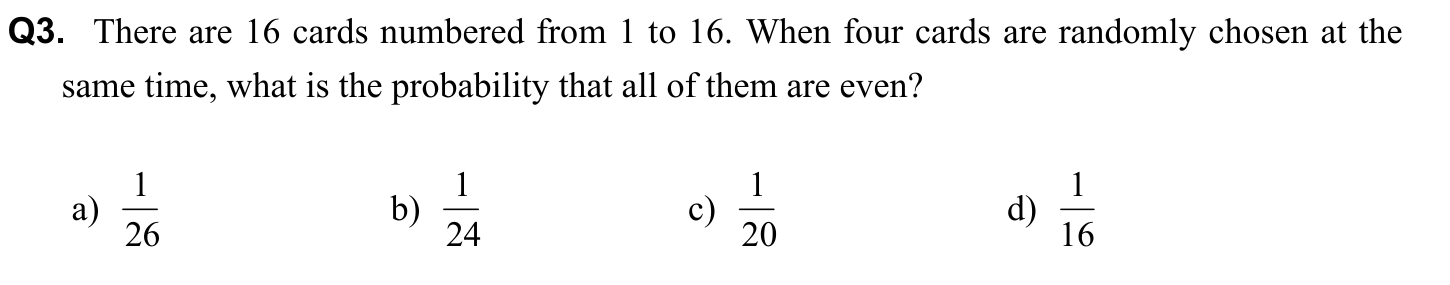 Q3. There are 16 cards numbered from 1 to 16. When four cards are randomly chosen at the
same time, what is the probability that all of them are even?
a) 1/26 b) 1/24 c) 1/20 d) 1/16